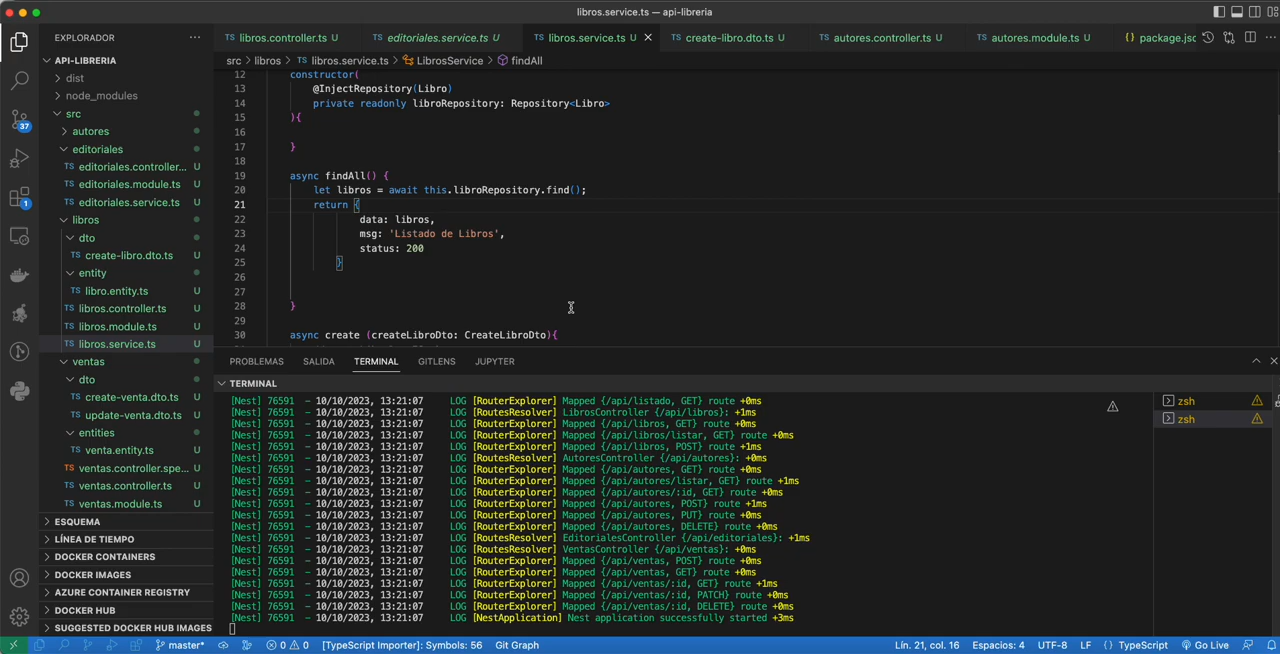 libros.service.ts — api-libreria
EXPLORADOR
API-LIBRERIA
dist
node_modules
src
autores
editoriales
editoriales.controller... U
editoriales.module.ts U
editoriales.service.ts U
libros
dto
create-libro.dto.ts U
entity
libro.entity.ts U
libros.controller.ts U
libros.module.ts U
libros.service.ts U
ventas
dto
create-venta.dto.ts U
update-venta.dto.ts U
entities
venta.entity.ts U
ventas.controller.spe... U
ventas.controller.ts U
ventas.module.ts U
ESQUEMA
LÍNEA DE TIEMPO
DOCKER CONTAINERS
DOCKER IMAGES
AZURE CONTAINER REGISTRY
DOCKER HUB
SUGGESTED DOCKER HUB IMAGES
37
1
libros.controller.ts U editoriales.service.ts U libros.service.ts U create-libro.dto.ts U autores.controller.ts U autores.module.ts U package.jsc
src > libros > libros.service.ts > LibrosService > findAll
12 constructor(
13 @InjectRepository(Libro)
14 private readonly libroRepository: Repository<Libro>
15 ){
16
17 }
18
19 async findAll() {
20 let libros = await this.libroRepository.find();
21 return {
22 data: libros,
23 msg: 'Listado de Libros',
24 status: 200
25 }
26
27
28 }
29
30 async create (createLibroDto: CreateLibroDto){
PROBLEMAS SALIDA TERMINAL GITLENS JUPYTER
TERMINAL
[Nest] 76591 - 10/10/2023, 13:21:07 LOG [RouterExplorer] Mapped {/api/listado, GET} route +0ms
[Nest] 76591 - 10/10/2023, 13:21:07 LOG [RoutesResolver] LibrosController {/api/libros}: +1ms
[Nest] 76591 - 10/10/2023, 13:21:07 LOG [RouterExplorer] Mapped {/api/libros, GET} route +0ms
[Nest] 76591 - 10/10/2023, 13:21:07 LOG [RouterExplorer] Mapped {/api/libros/listar, GET} route +0ms
[Nest] 76591 - 10/10/2023, 13:21:07 LOG [RouterExplorer] Mapped {/api/libros, POST} route +1ms
[Nest] 76591 - 10/10/2023, 13:21:07 LOG [RoutesResolver] AutoresController {/api/autores}: +0ms
[Nest] 76591 - 10/10/2023, 13:21:07 LOG [RouterExplorer] Mapped {/api/autores, GET} route +0ms
[Nest] 76591 - 10/10/2023, 13:21:07 LOG [RouterExplorer] Mapped {/api/autores/listar, GET} route +1ms
[Nest] 76591 - 10/10/2023, 13:21:07 LOG [RouterExplorer] Mapped {/api/autores/:id, GET} route +0ms
[Nest] 76591 - 10/10/2023, 13:21:07 LOG [RouterExplorer] Mapped {/api/autores, POST} route +1ms
[Nest] 76591 - 10/10/2023, 13:21:07 LOG [RouterExplorer] Mapped {/api/autores, PUT} route +0ms
[Nest] 76591 - 10/10/2023, 13:21:07 LOG [RouterExplorer] Mapped {/api/autores, DELETE} route +0ms
[Nest] 76591 - 10/10/2023, 13:21:07 LOG [RoutesResolver] EditorialesController {/api/editoriales}: +1ms
[Nest] 76591 - 10/10/2023, 13:21:07 LOG [RoutesResolver] VentasController {/api/ventas}: +0ms
[Nest] 76591 - 10/10/2023, 13:21:07 LOG [RouterExplorer] Mapped {/api/ventas, POST} route +0ms
[Nest] 76591 - 10/10/2023, 13:21:07 LOG [RouterExplorer] Mapped {/api/ventas, GET} route +0ms
[Nest] 76591 - 10/10/2023, 13:21:07 LOG [RouterExplorer] Mapped {/api/ventas/:id, GET} route +1ms
[Nest] 76591 - 10/10/2023, 13:21:07 LOG [RouterExplorer] Mapped {/api/ventas/:id, PATCH} route +0ms
[Nest] 76591 - 10/10/2023, 13:21:07 LOG [RouterExplorer] Mapped {/api/ventas/:id, DELETE} route +0ms
[Nest] 76591 - 10/10/2023, 13:21:07 LOG [NestApplication] Nest application successfully started +3ms
zsh
zsh
master* 0 0 [TypeScript Importer]: Symbols: 56 Git Graph Lín. 21, col. 16 Espacios: 4 UTF-8 LF {} TypeScript Go Live